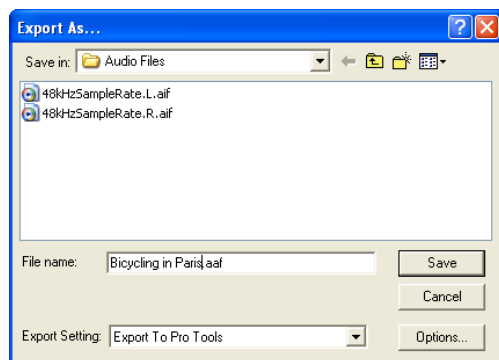 Export As...
Save in: Audio Files
48kHzSampleRate.L.aif
48kHzSampleRate.R.aif
File name: Bicycling in Paris.aaf Save
Cancel
Export Setting: Export To Pro Tools Options...